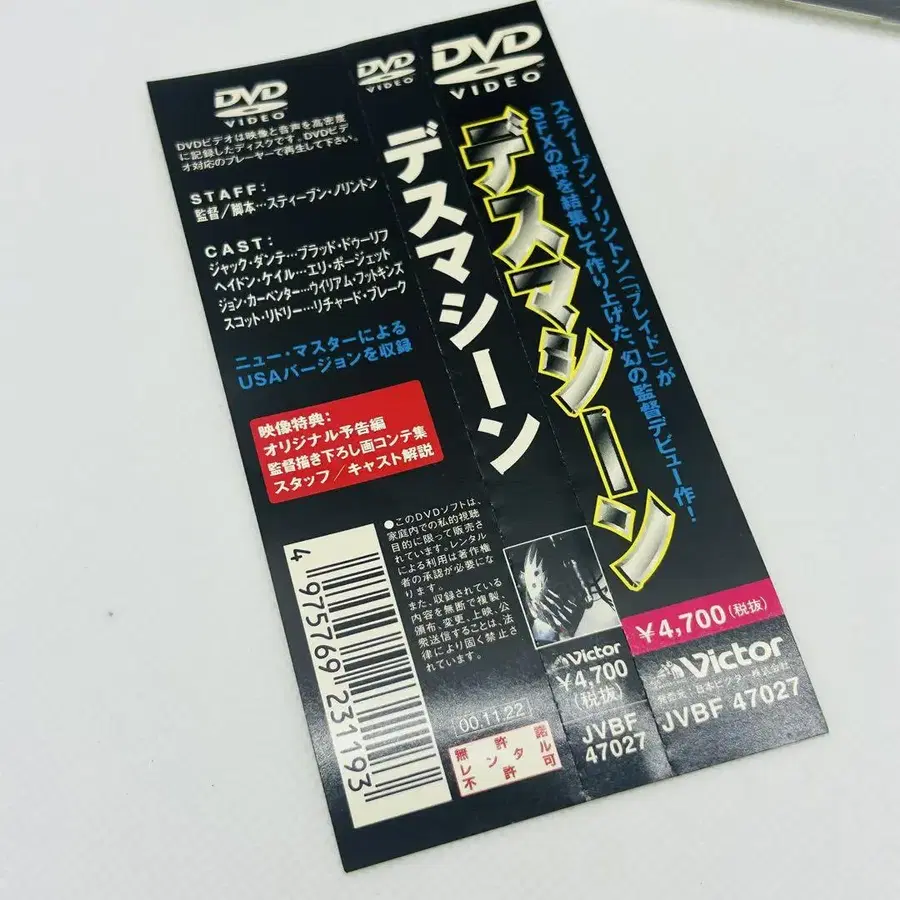 DVD
VIDEO
DVDビデオは映像と音声を高密度
に記録したディスクです。DVDビデ
オ対応のプレーヤーで再生して下さい。
STAFF:
監督/脚本…スティーブン・ノリントン
CAST:
ジャック・ダンテ…ブラッド・ドゥーリフ
ヘイドン・ケイル…エリ・ポージェット
ジョン・カーペンター…ウイリアム・フットキンズ
スコット・リドリー…リチャード・ブレーク
ニュー・マスターによる
USAバージョンを収録
映像特典:
オリジナル予告編
監督描き下ろし画コンテ集
スタッフ/キャスト解説
4 975769 231193
●このDVDソフトは、
家庭内での私的視聴
目的に限って販売さ
れています。レンタル
による利用は著作権
者の承認が必要にな
ります。
また、収録されている
内容を無断で複製、
頒布、変更、上映、公
衆送信することは、法
律により固く禁止さ
れています。
00.11.22
無許諾
レンタル
不許可
DVD
VIDEO
デスマシーン
Victor
¥4,700
(税抜)
JVBF
47027
DVD
VIDEO
スティーブン・ノリントン(「ブレイド」)が
SFXの粋を結集して作り上げた、幻の監督デビュー作!
デスマシーン
¥4,700(税抜)
Victor
発売元:日本ビクター株式会社
JVBF 47027